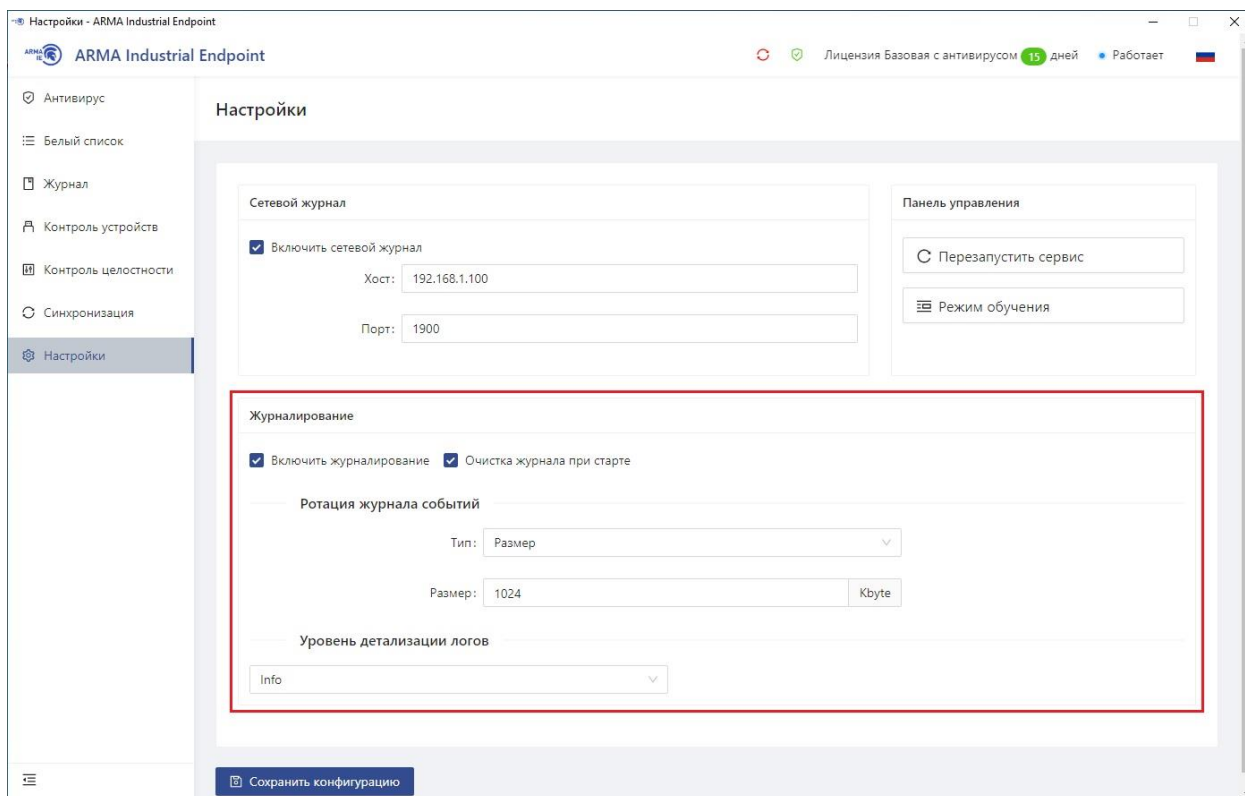 Настройки - ARMA Industrial Endpoint
ARMA IE
ARMA Industrial Endpoint
Лицензия Базовая с антивирусом 15 дней
Работает
Антивирус
Белый список
Журнал
Контроль устройств
Контроль целостности
Синхронизация
Настройки
Настройки
Сетевой журнал
Включить сетевой журнал
Хост: 192.168.1.100
Порт: 1900
Панель управления
Перезапустить сервис
Режим обучения
Журналирование
Включить журналирование Очистка журнала при старте
Ротация журнала событий
Тип: Размер
Размер: 1024 Kbyte
Уровень детализации логов
Info
Сохранить конфигурацию